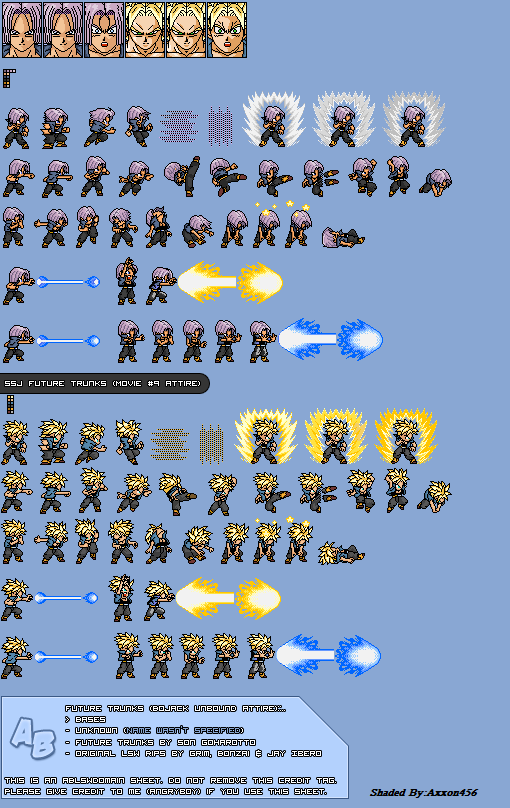 SSJ FUTURE TRUNKS (MOVIE #9 ATTIRE)
FUTURE TRUNKS (BOJACK UNBOUND ATTIRE):.
> BASES
- UNKNOWN (NAME WASN'T SPECIFIED)
- FUTURE TRUNKS BY SON GOHAROTTO
- ORIGINAL LSW RIPS BY GRIM, BONZAI & JAY IBERO
AB
THIS IS AN ABLSWDOMAIN SHEET. DO NOT REMOVE THIS CREDIT TAG.
PLEASE GIVE CREDIT TO ME (ANGRYBOY) IF YOU USE THIS SHEET.
Shaded By:Axxon456